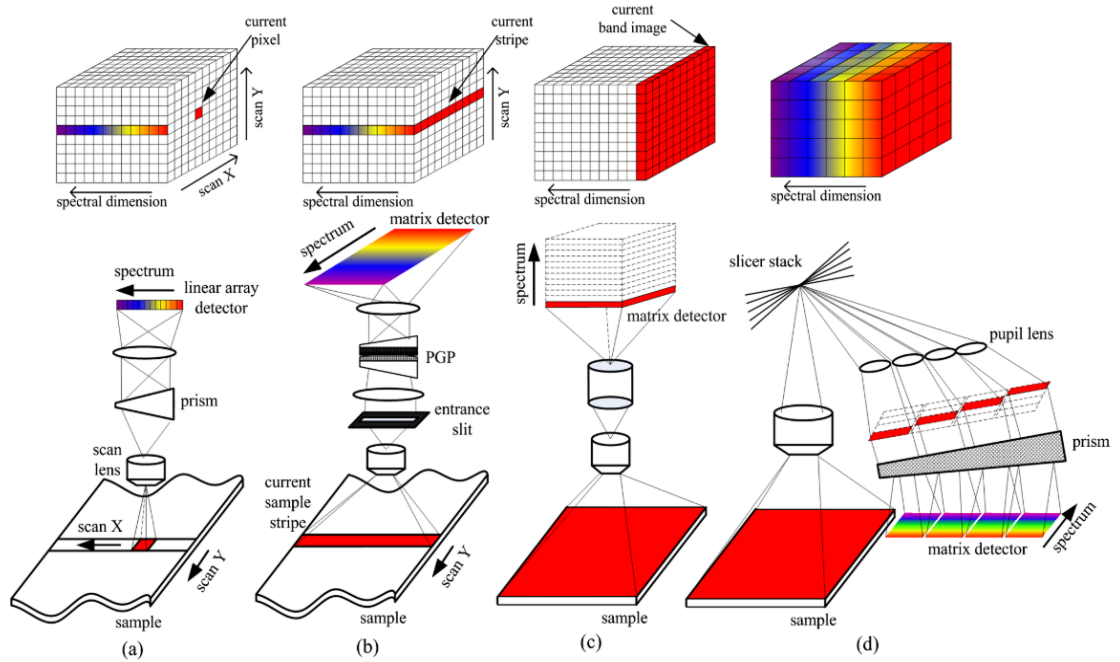 current
pixel
scan Y
scan X
spectral dimension
current
stripe
scan Y
spectral dimension
current
band image
spectral dimension
spectrum
linear array
detector
prism
scan
lens
scan X
scan Y
sample
(a)
matrix detector
spectrum
PGP
entrance
slit
current
sample
stripe
scan Y
sample
(b)
spectrum
matrix detector
sample
(c)
slicer stack
pupil lens
prism
matrix detector
spectrum
sample
(d)